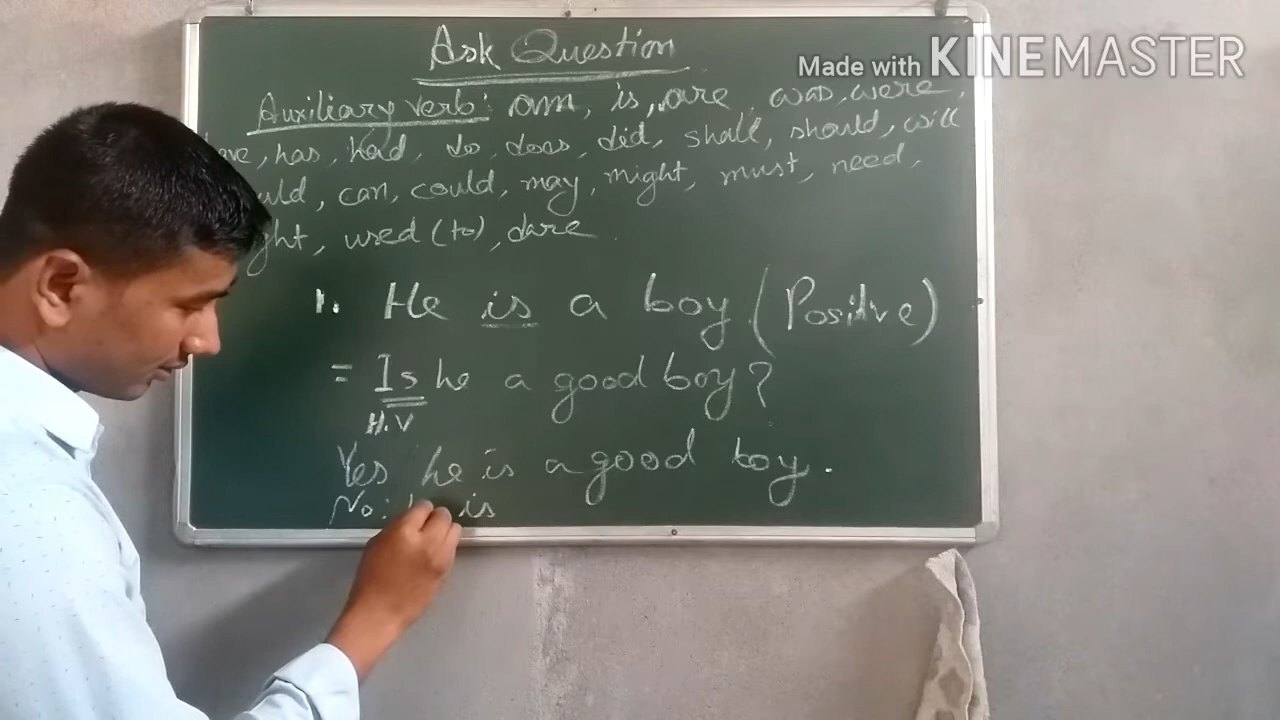 Ask Question
Made with KINEMASTER
Auxiliary verb: am, is, are, was, were,
has, had, do, does, did, shall, should, will
can, could, may, might, must, need,
used (to), dare.
1. He is a boy (Positive)
= Is he a good boy?
H.V
Yes he is a good boy.
No: is